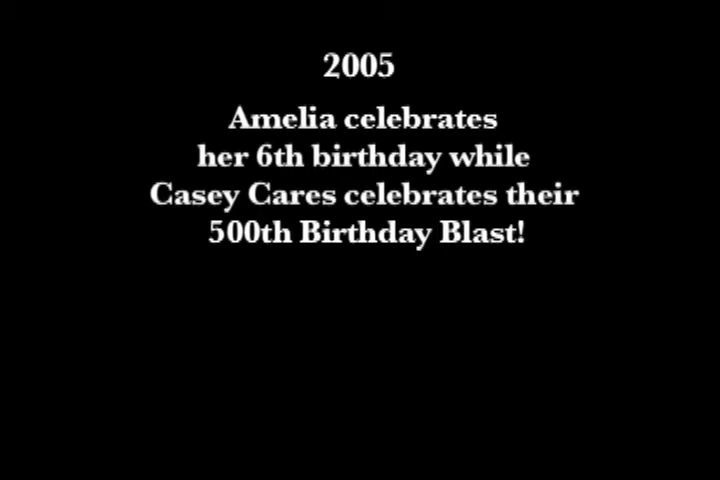 2005
Amelia celebrates
her 6th birthday while
Casey Cares celebrates their
500th Birthday Blast!